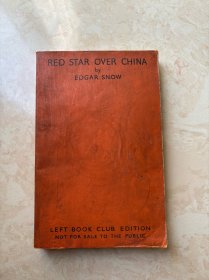 RED STAR OVER CHINA
by
EDGAR SNOW
LEFT BOOK CLUB EDITION
NOT FOR SALE TO THE PUBLIC